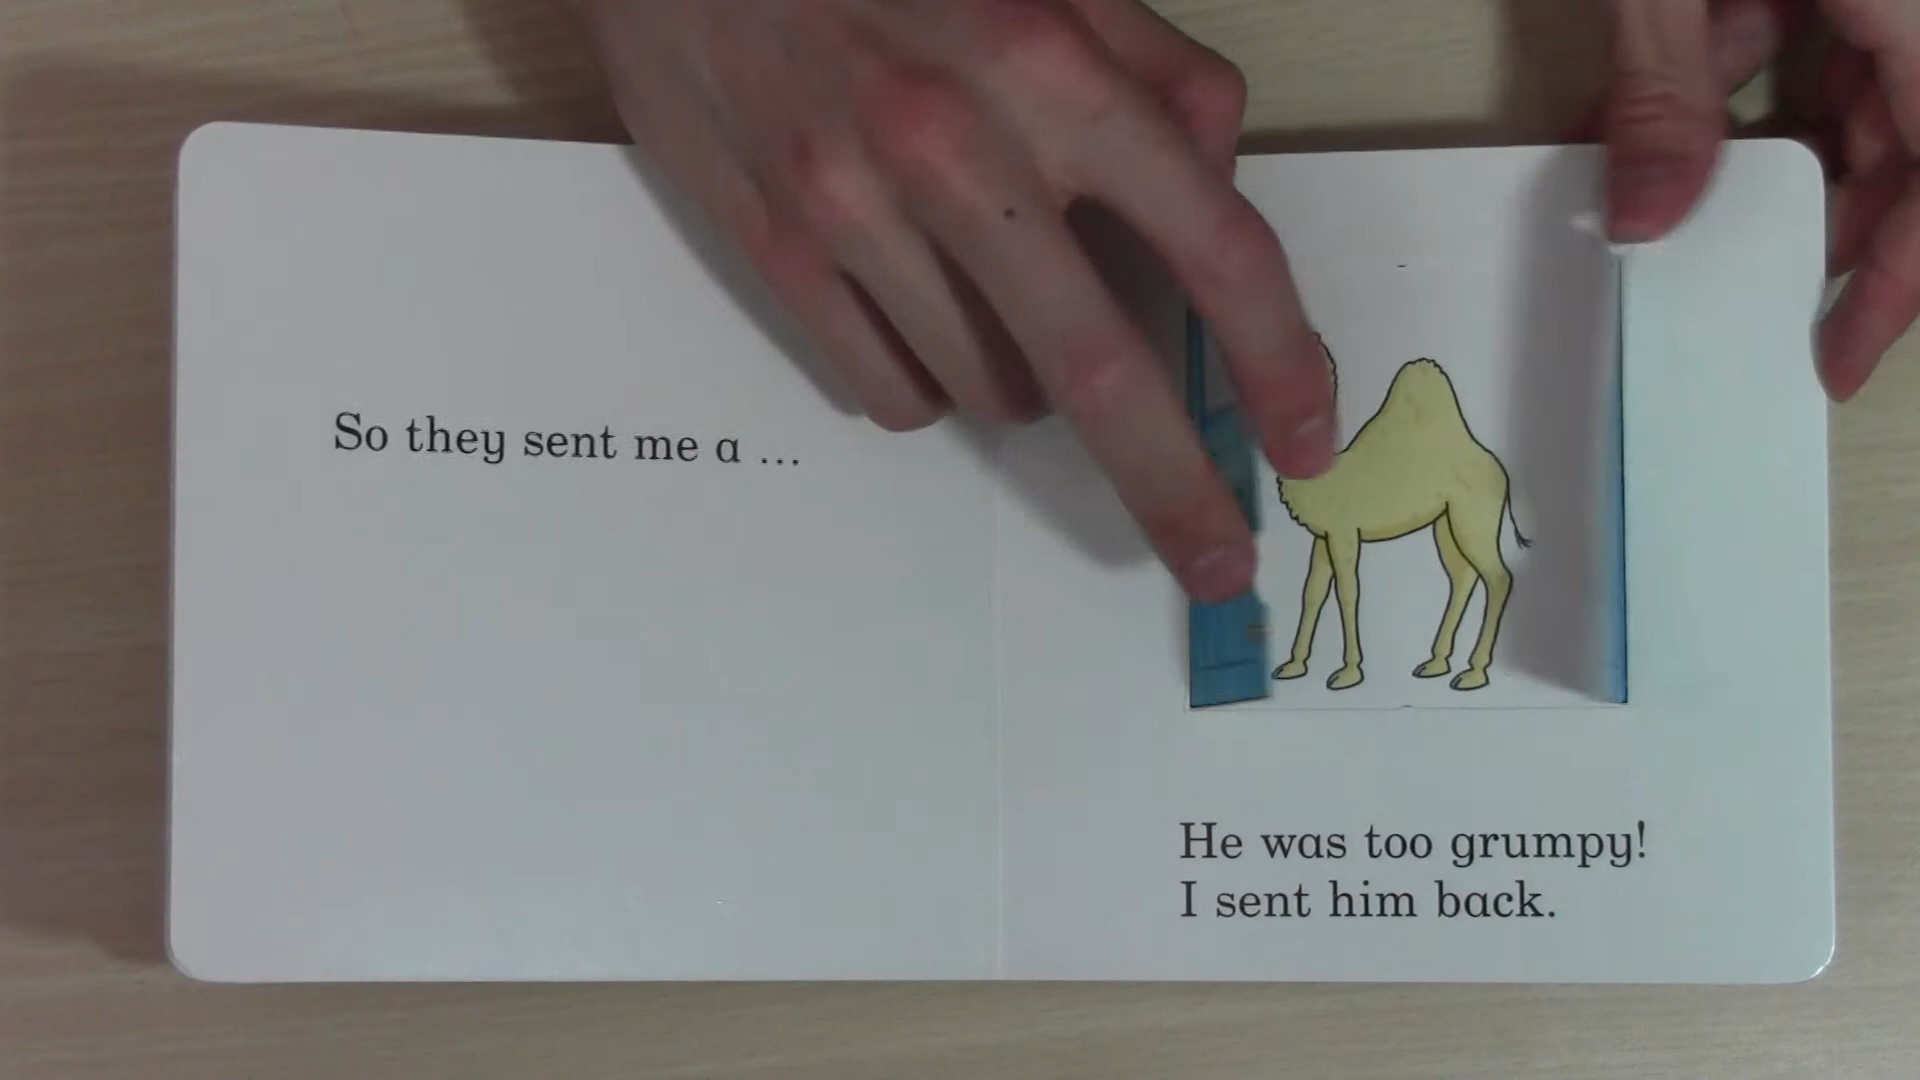 So they sent me a ...
He was too grumpy!
I sent him back.